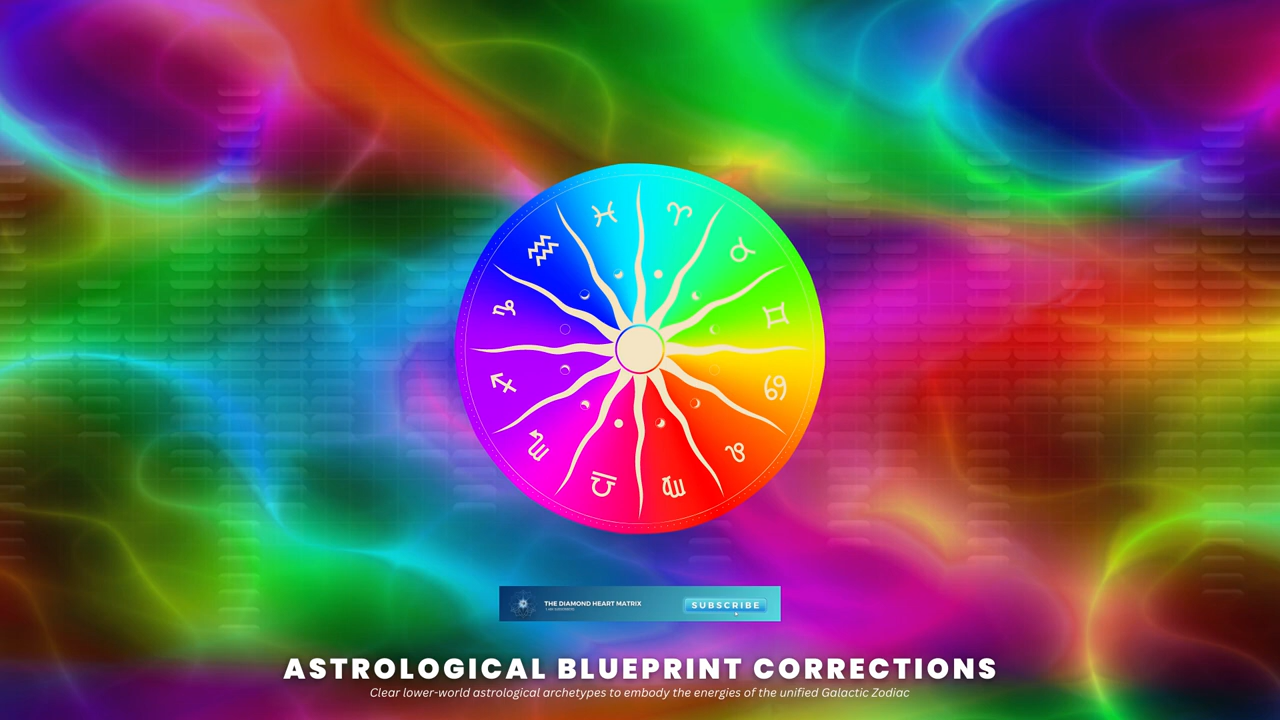 THE DIAMOND HEART MATRIX
SUBSCRIBE
ASTROLOGICAL BLUEPRINT CORRECTIONS
Clear lower-world astrological archetypes to embody the energies of the unified Galactic Zodiac